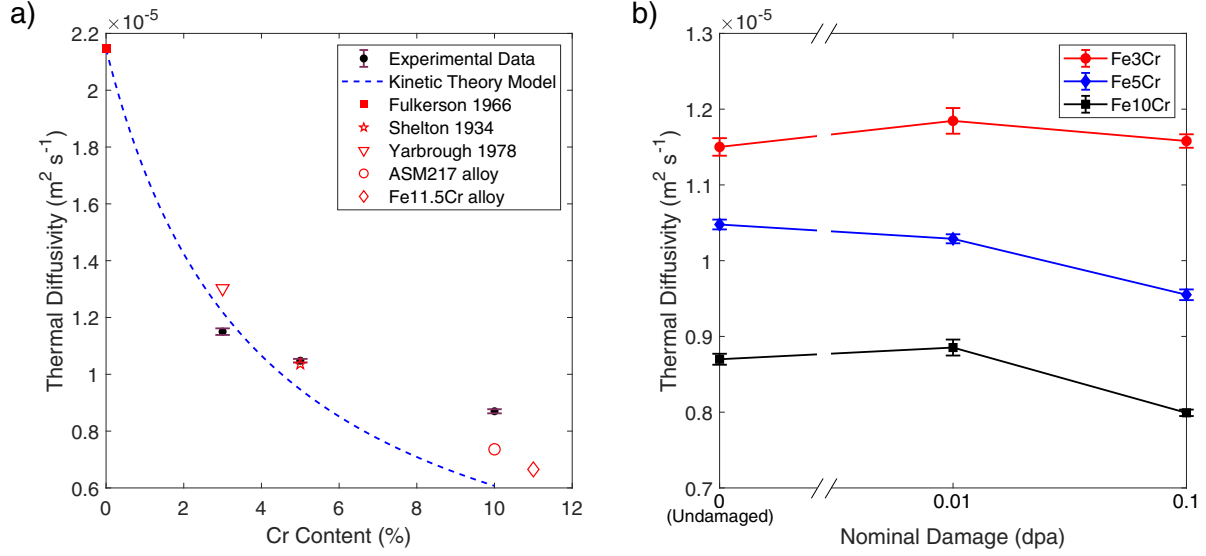 a)
×10⁻⁵
2.2
2
1.8
1.6
1.4
1.2
1
0.8
0.6
Thermal Diffusivity (m² s⁻¹)
0 2 4 6 8 10 12
Cr Content (%)
Experimental Data
Kinetic Theory Model
Fulkerson 1966
Shelton 1934
Yarbrough 1978
ASM217 alloy
Fe11.5Cr alloy
b)
×10⁻⁵
1.3
1.2
1.1
1
0.9
0.8
0.7
Thermal Diffusivity (m² s⁻¹)
0 0.01 0.1
(Undamaged)
Nominal Damage (dpa)
Fe3Cr
Fe5Cr
Fe10Cr